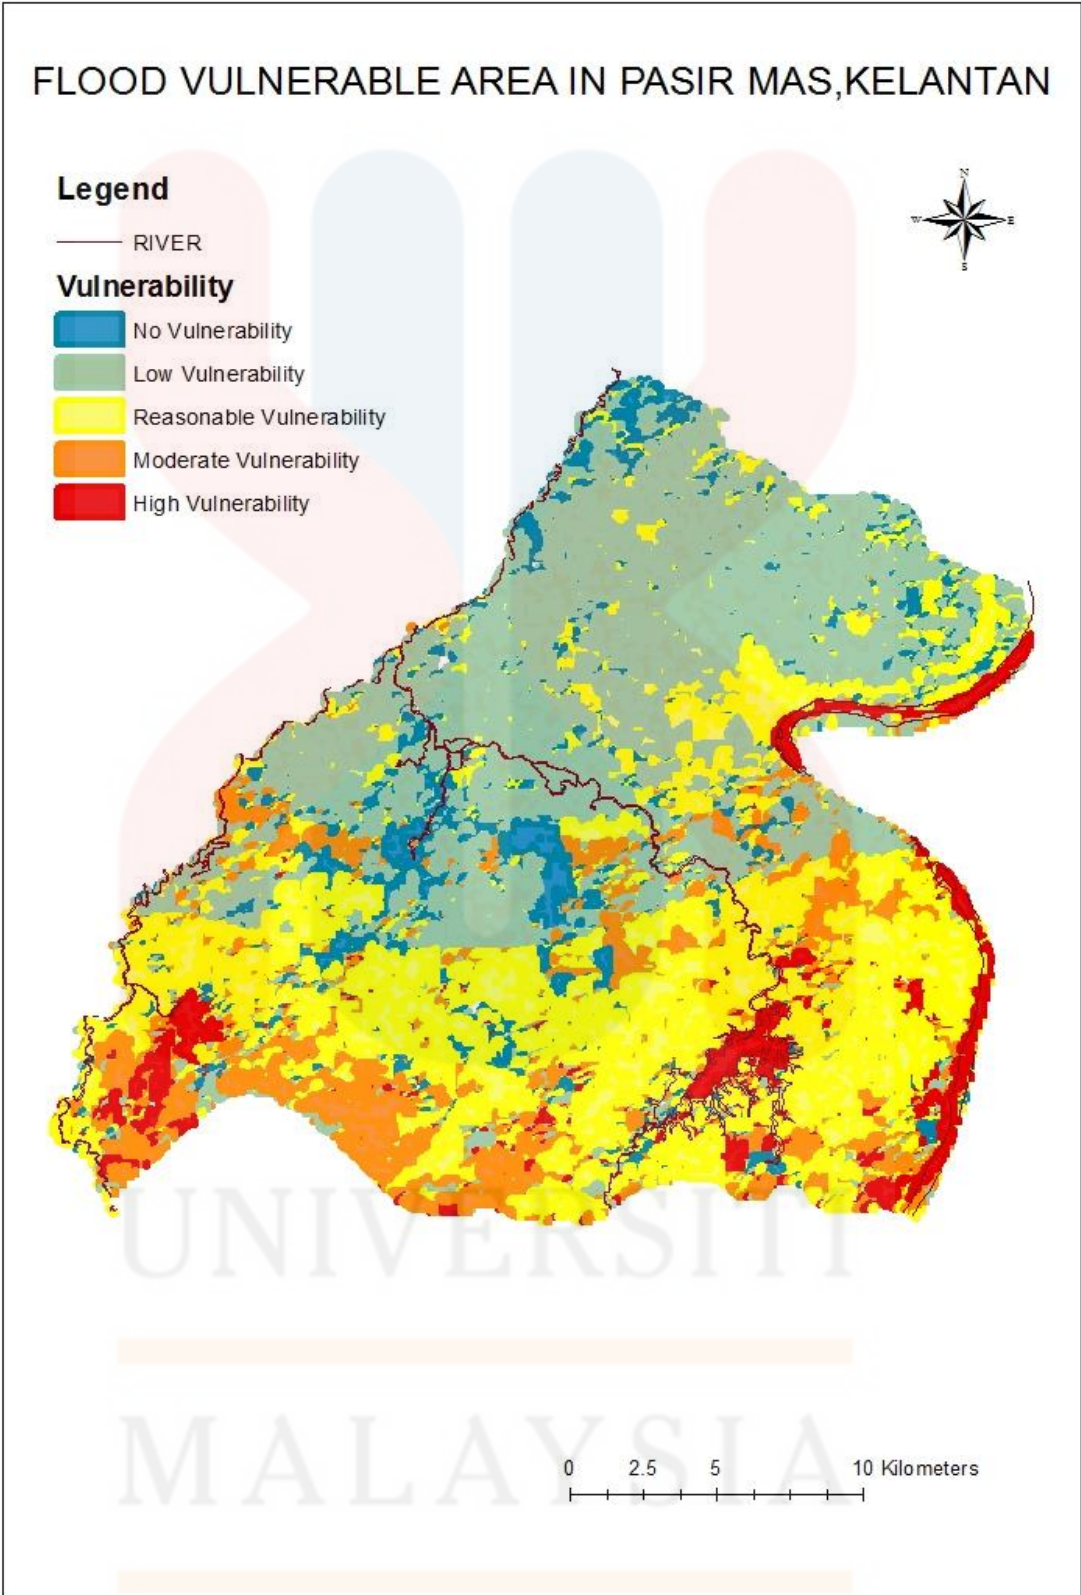 FLOOD VULNERABLE AREA IN PASIR MAS,KELANTAN
Legend
RIVER
Vulnerability
No Vulnerability
Low Vulnerability
Reasonable Vulnerability
Moderate Vulnerability
High Vulnerability
N
W E
S
UNIVERSITI
MALAYSIA
0 2.5 5 10 Kilometers